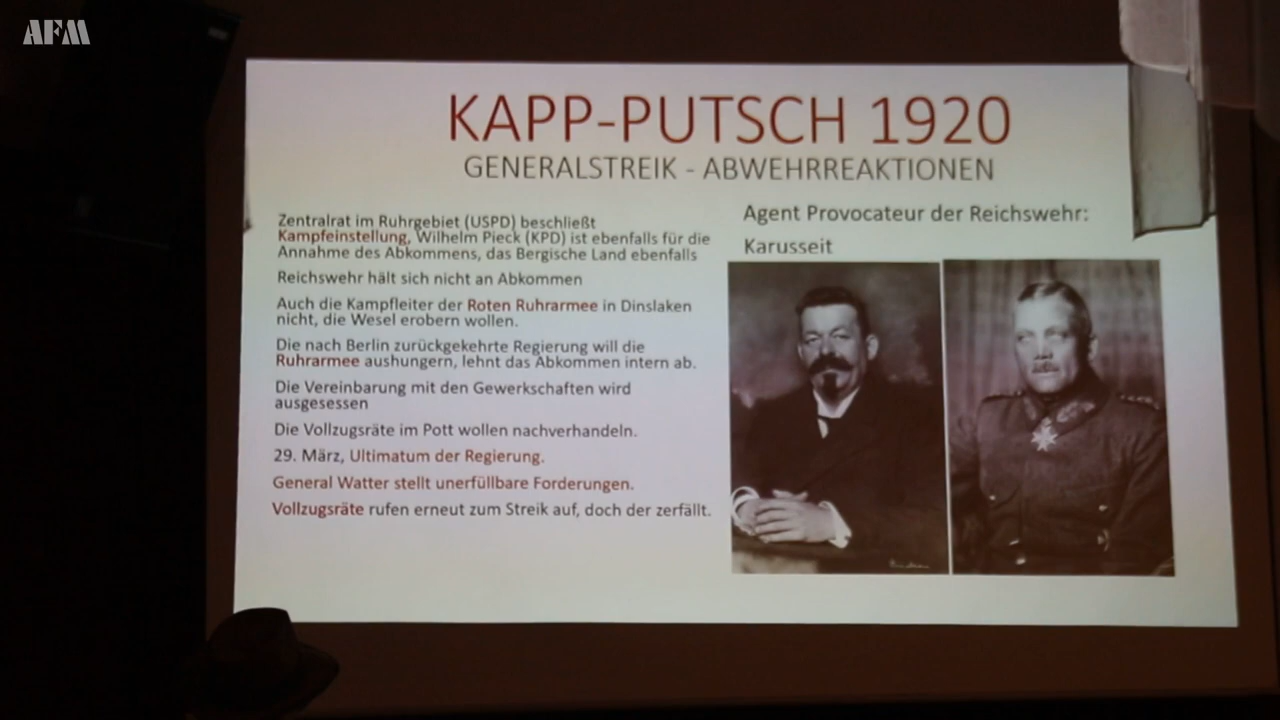 AFM
KAPP-PUTSCH 1920
GENERALSTREIK - ABWEHRREAKTIONEN
Zentralrat im Ruhrgebiet (USPD) beschließt
Kampfeinstellung, Wilhelm Pieck (KPD) ist ebenfalls für die
Annahme des Abkommens, das Bergische Land ebenfalls
Reichswehr hält sich nicht an Abkommen
Auch die Kampfleiter der Roten Ruhrarmee in Dinslaken
nicht, die Wesel erobern wollen.
Die nach Berlin zurückgekehrte Regierung will die
Ruhrarmee aushungern, lehnt das Abkommen intern ab.
Die Vereinbarung mit den Gewerkschaften wird
ausgesessen
Die Vollzugsräte im Pott wollen nachverhandeln.
29. März, Ultimatum der Regierung.
General Watter stellt unerfüllbare Forderungen.
Vollzugsräte rufen erneut zum Streik auf, doch der zerfällt.
Agent Provocateur der Reichswehr:
Karusseit